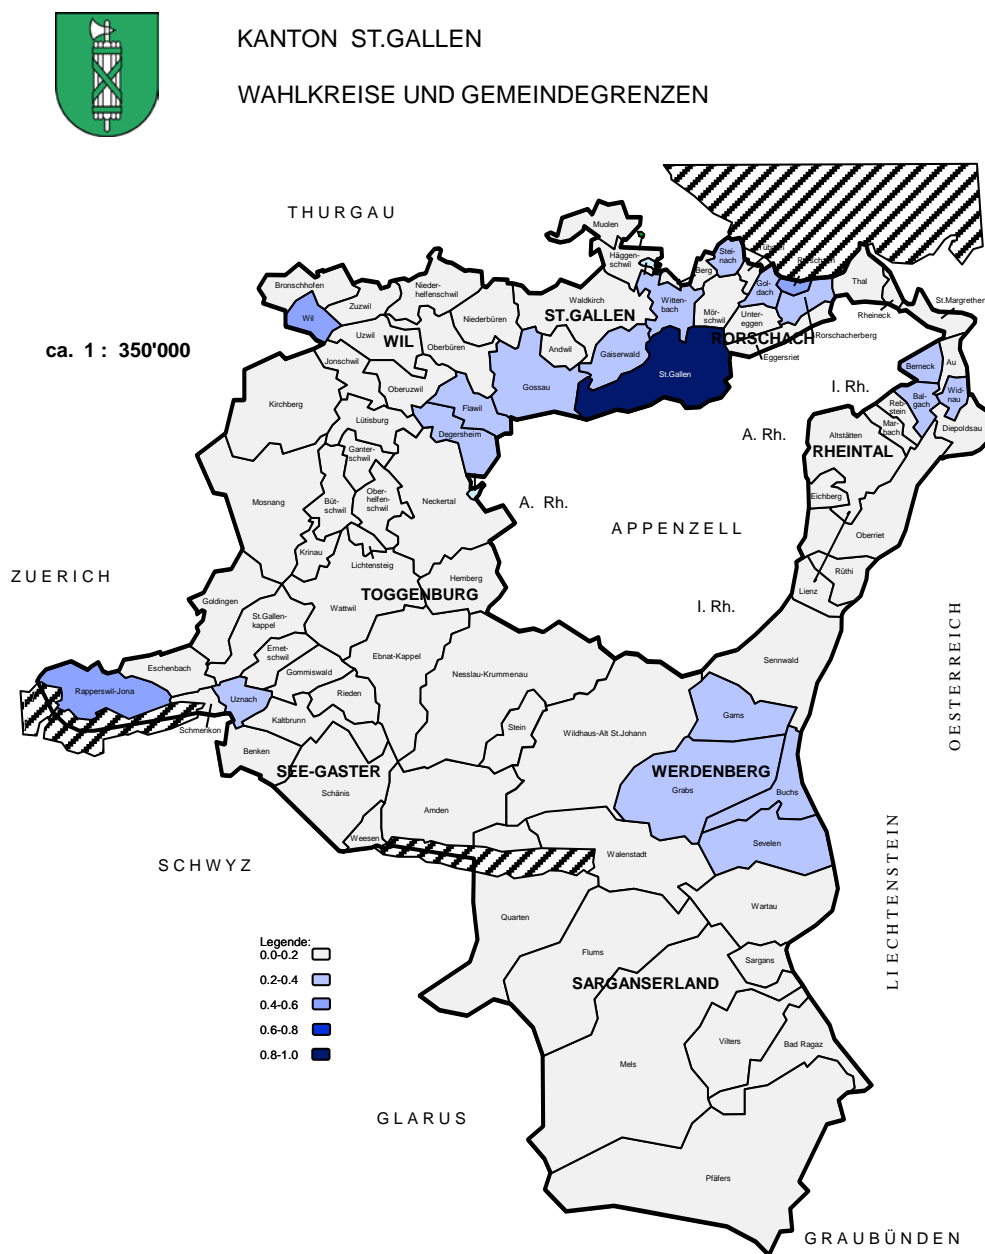 KANTON ST.GALLEN
WAHLKREISE UND GEMEINDEGRENZEN
THURGAU
Muolen
Häggen-
schwil
Berg
Stei-
nach
Gol-
dach
Thal
St.Margrethen
Rheineck
Bronschhofen
Zuzwil
Nieder-
helfenschwil
Niederbüren
Waldkirch
ST.GALLEN
Witten-
bach
Mör-
schwil
Unter-
eggen
RORSCHACH
Rorschacherberg
Eggersriet
Wil
Uzwil
WIL
Oberbüren
Andwil
Gaiserwald
St.Gallen
Gossau
ca. 1 : 350'000
Jonschwil
Oberuzwil
Flawil
Degersheim
Kirchberg
Lütisburg
Berneck
Au
I. Rh.
Bal-
gach
Wid-
nau
Reb-
stein
Mar-
bach
Diepoldsau
A. Rh.
Altstätten
RHEINTAL
Ganter-
schwil
Mosnang
Büt-
schwil
Ober-
helfen-
schwil
Neckertal
A. Rh.
APPENZELL
Eichberg
Oberriet
Krinau
Lichtensteig
Hemberg
Rüthi
Lienz
ZUERICH
TOGGENBURG
Goldingen
Wattwil
I. Rh.
St.Gallen-
kappel
Ernet-
schwil
Ebnat-Kappel
Nesslau-Krummenau
Sennwald
OESTERREICH
Eschenbach
Gommiswald
Rapperswil-Jona
Uznach
Rieden
Schmerikon
Kaltbrunn
Stein
Wildhaus-Alt St.Johann
Gams
Benken
SEE-GASTER
WERDENBERG
Schänis
Amden
Grabs
Buchs
Weesen
Walenstadt
Sevelen
SCHWYZ
LIECHTENSTEIN
Quarten
Wartau
Flums
Sargans
SARGANSERLAND
Legende:
0.0-0.2
0.2-0.4
0.4-0.6
0.6-0.8
0.8-1.0
Mels
Vilters
Bad Ragaz
GLARUS
Pfäfers
GRAUBÜNDEN